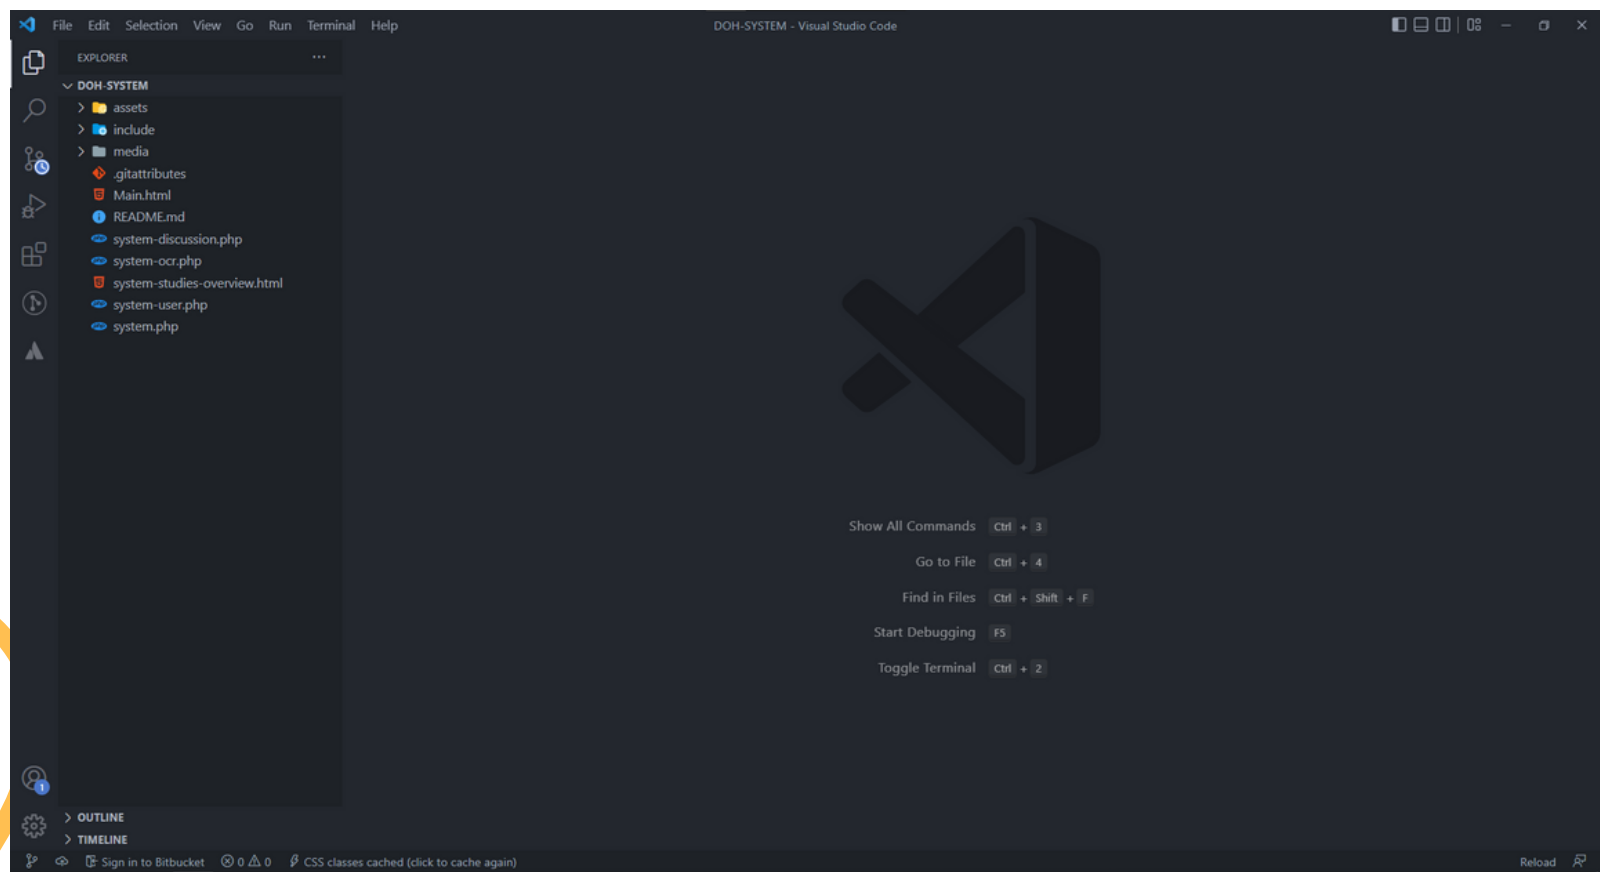 File Edit Selection View Go Run Terminal Help
DOH-SYSTEM - Visual Studio Code
EXPLORER
DOH-SYSTEM
assets
include
media
.gitattributes
Main.html
README.md
system-discussion.php
system-ocr.php
system-studies-overview.html
system-user.php
system.php
Show All Commands Ctrl + 3
Go to File Ctrl + 4
Find in Files Ctrl + Shift + F
Start Debugging F5
Toggle Terminal Ctrl + 2
1
OUTLINE
TIMELINE
Sign in to Bitbucket 0 0 CSS classes cached (click to cache again) Reload